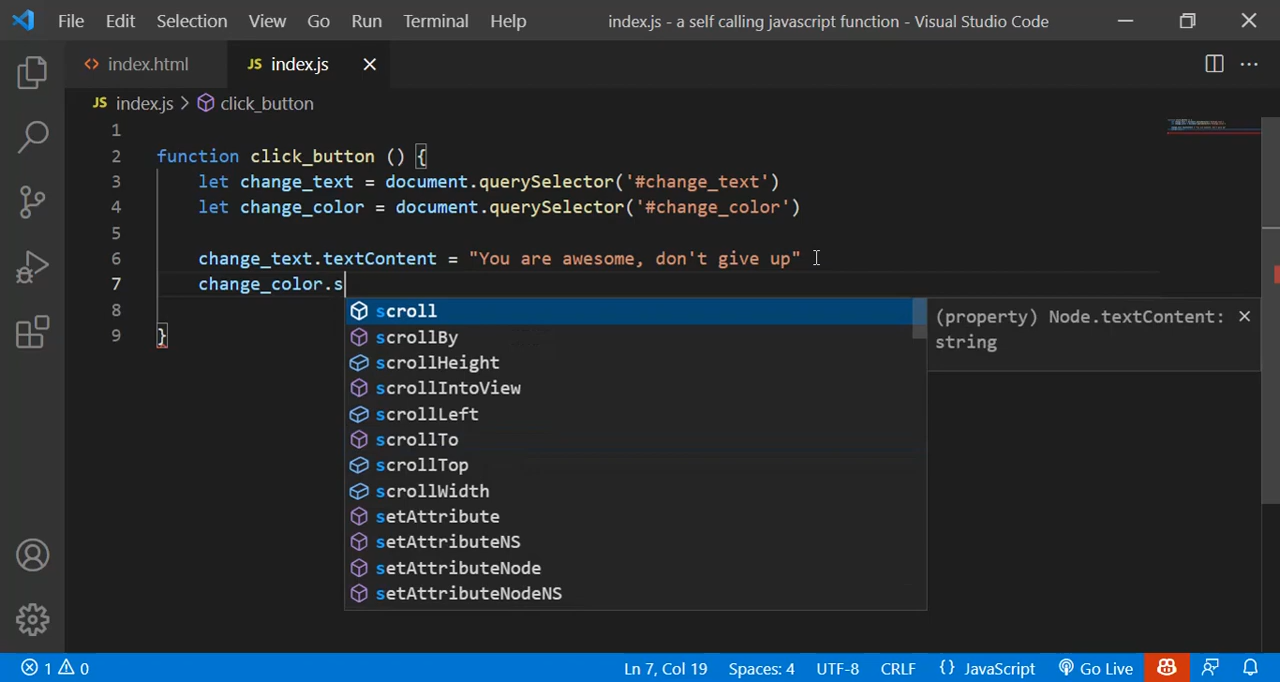 File Edit Selection View Go Run Terminal Help index.js - a self calling javascript function - Visual Studio Code
index.html JS index.js
JS index.js > click_button
1
2 function click_button () {
3 let change_text = document.querySelector('#change_text')
4 let change_color = document.querySelector('#change_color')
5
6 change_text.textContent = "You are awesome, don't give up"
7 change_color.s
8
9 }
scroll
scrollBy
scrollHeight
scrollIntoView
scrollLeft
scrollTo
scrollTop
scrollWidth
setAttribute
setAttributeNS
setAttributeNode
setAttributeNodeNS
(property) Node.textContent:
string
1 0 Ln 7, Col 19 Spaces: 4 UTF-8 CRLF {} JavaScript Go Live